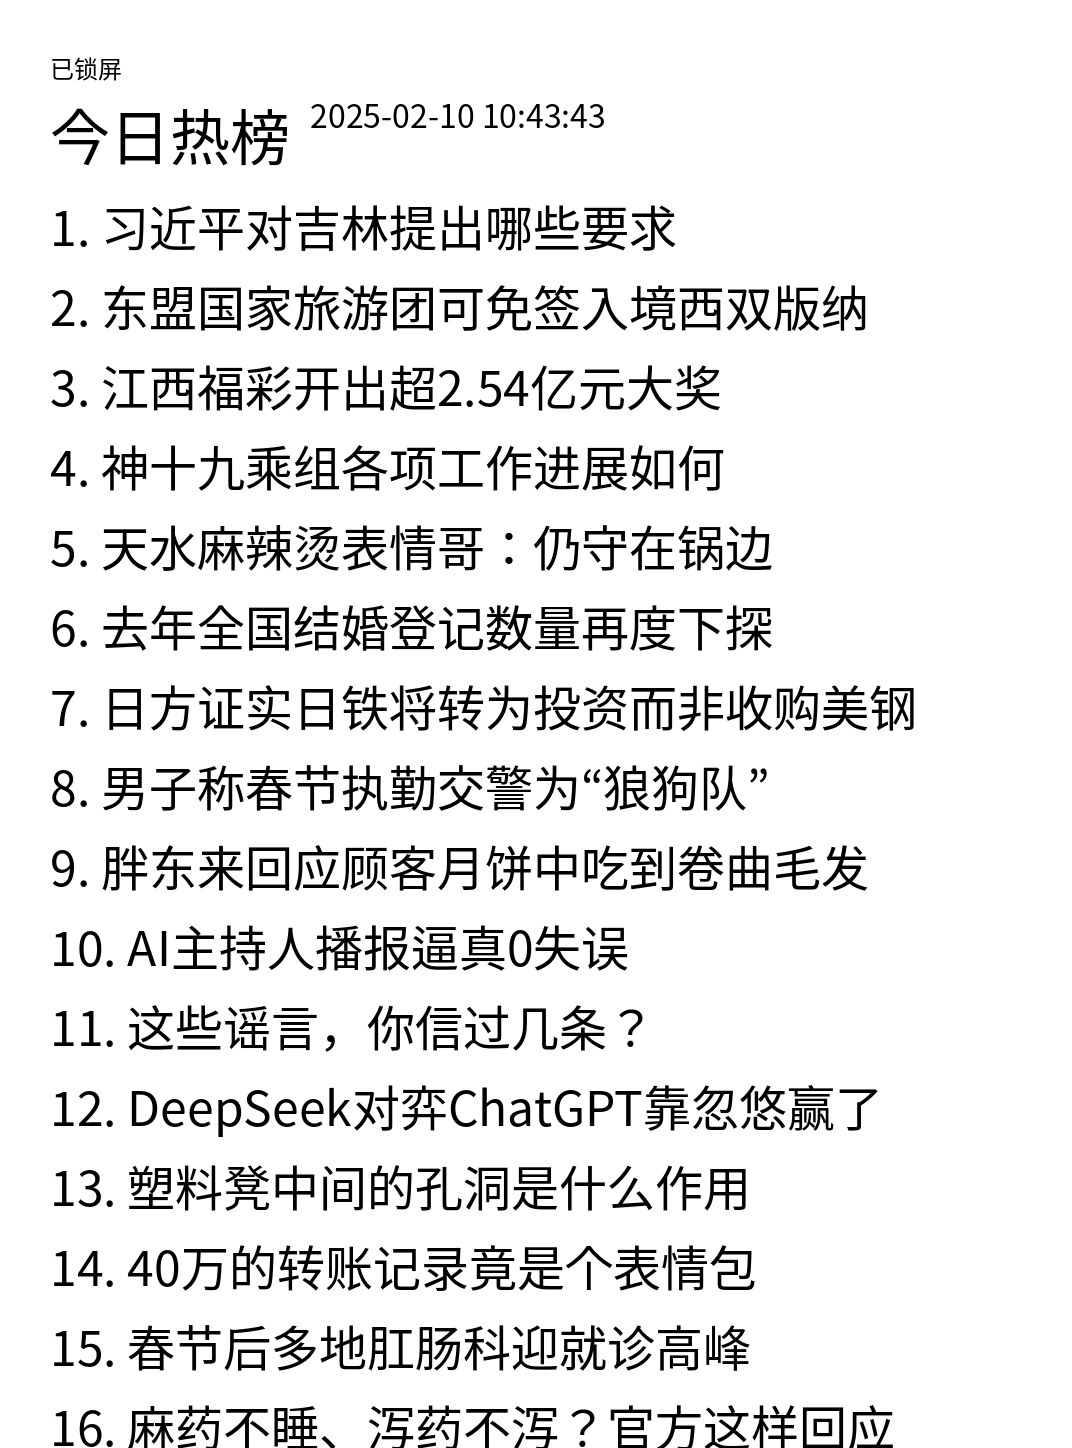 已锁屏
今日热榜 2025-02-10 10:43:43
1. 习近平对吉林提出哪些要求
2. 东盟国家旅游团可免签入境西双版纳
3. 江西福彩开出超2.54亿元大奖
4. 神十九乘组各项工作进展如何
5. 天水麻辣烫表情哥：仍守在锅边
6. 去年全国结婚登记数量再度下探
7. 日方证实日铁将转为投资而非收购美钢
8. 男子称春节执勤交警为“狼狗队”
9. 胖东来回应顾客月饼中吃到卷曲毛发
10. AI主持人播报逼真0失误
11. 这些谣言，你信过几条？
12. DeepSeek对弈ChatGPT靠忽悠赢了
13. 塑料凳中间的孔洞是什么作用
14. 40万的转账记录竟是个表情包
15. 春节后多地肛肠科迎就诊高峰
16. 麻药不睡、泻药不泻？官方这样回应